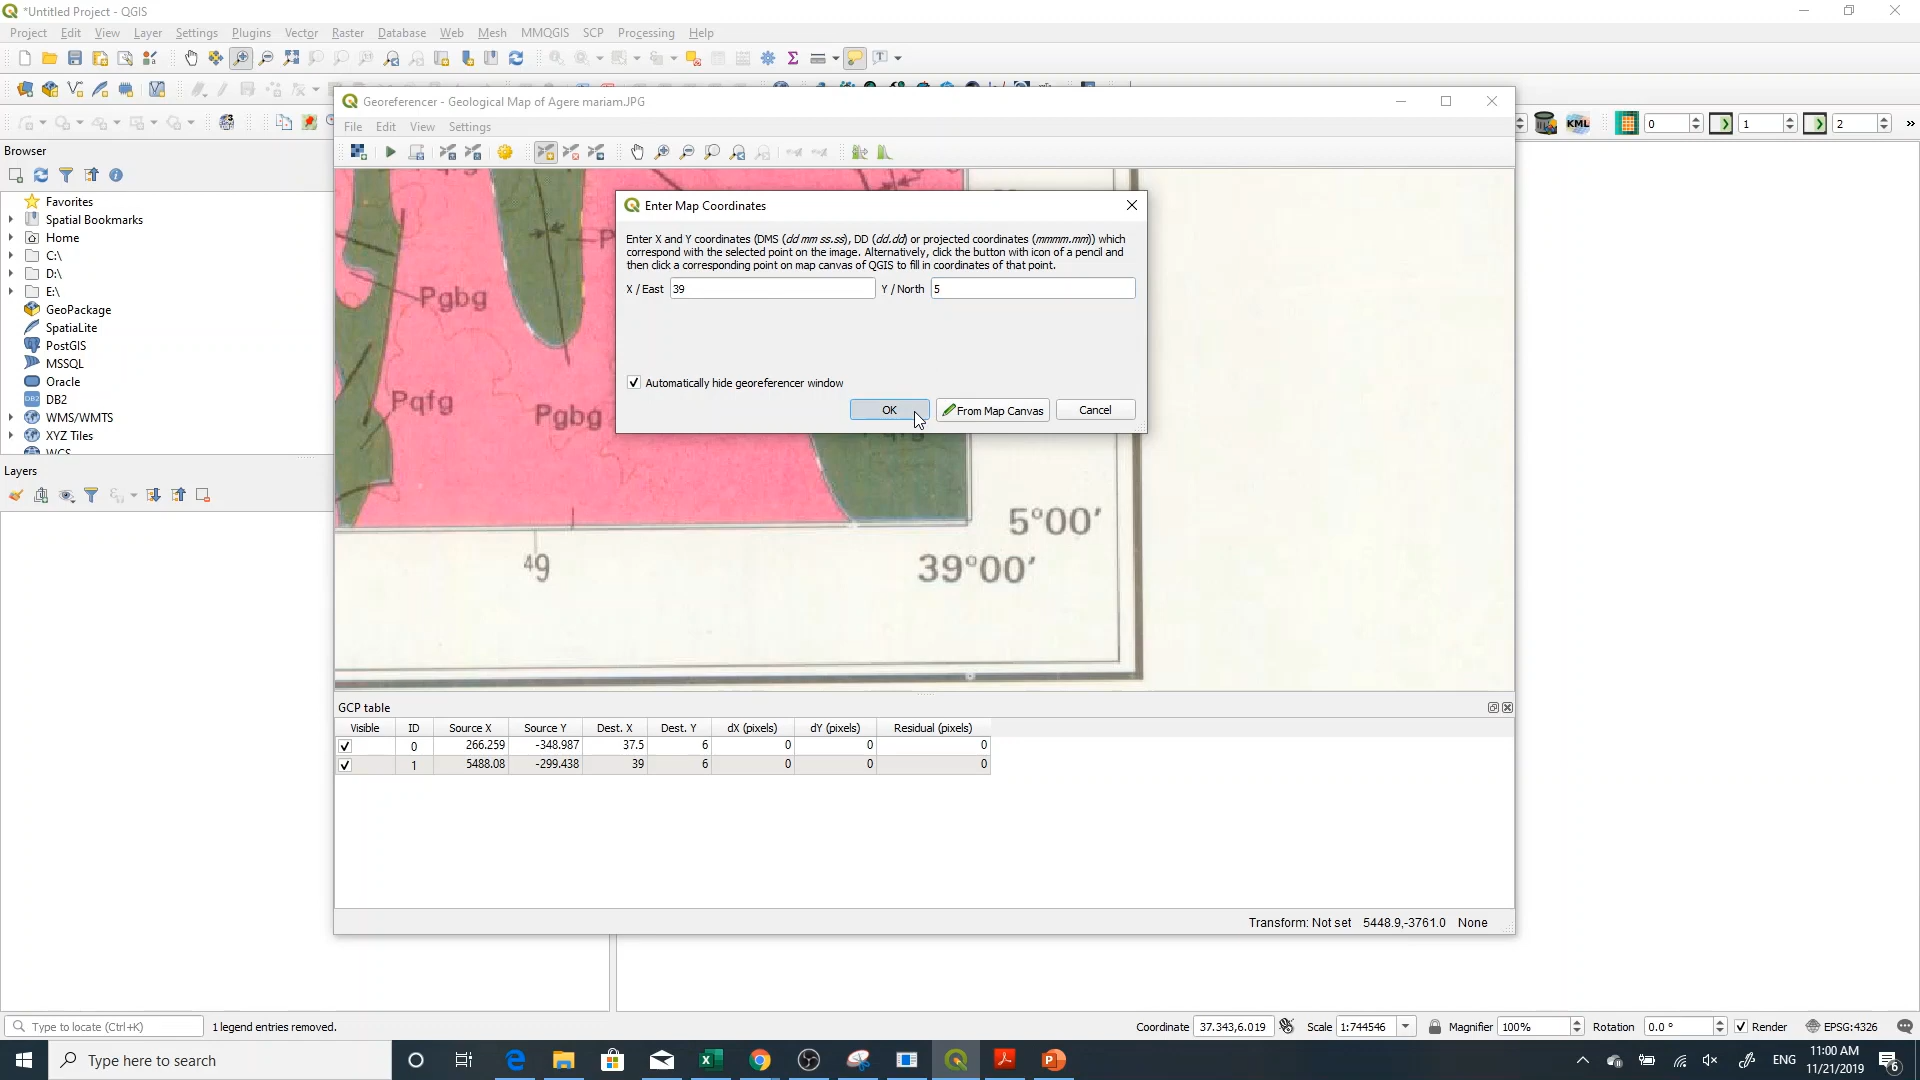 *Untitled Project - QGIS
Project Edit View Layer Settings Plugins Vector Raster Database Web Mesh MMQGIS SCP Processing Help
Georeferencer - Geological Map of Agere mariam.JPG
File Edit View Settings
KML 0 1 2 »
Browser
Favorites
Spatial Bookmarks
Home
C:\
D:\
E:\
GeoPackage
SpatiaLite
PostGIS
MSSQL
Oracle
DB2
WMS/WMTS
XYZ Tiles
WCS
Layers
Enter Map Coordinates
Enter X and Y coordinates (DMS (dd mm ss.ss), DD (dd.dd) or projected coordinates (mmmm.mm)) which
correspond with the selected point on the image. Alternatively, click the button with icon of a pencil and
then click a corresponding point on map canvas of QGIS to fill in coordinates of that point.
X / East 39 Y / North 5
Automatically hide georeferencer window
OK From Map Canvas Cancel
Pgbg
Pqfg
Pgbg
5°00′
49
39°00′
GCP table
Visible ID Source X Source Y Dest. X Dest. Y dX (pixels) dY (pixels) Residual (pixels)
0 266.259 -348.987 37.5 6 0 0 0
1 5488.08 -299.438 39 6 0 0 0
Transform: Not set 5448.9,-3761.0 None
Type to locate (Ctrl+K) 1 legend entries removed. Coordinate 37.343,6.019 Scale 1:744546 Magnifier 100% Rotation 0.0 ° Render EPSG:4326
Type here to search ENG 11:00 AM
11/21/2019 6